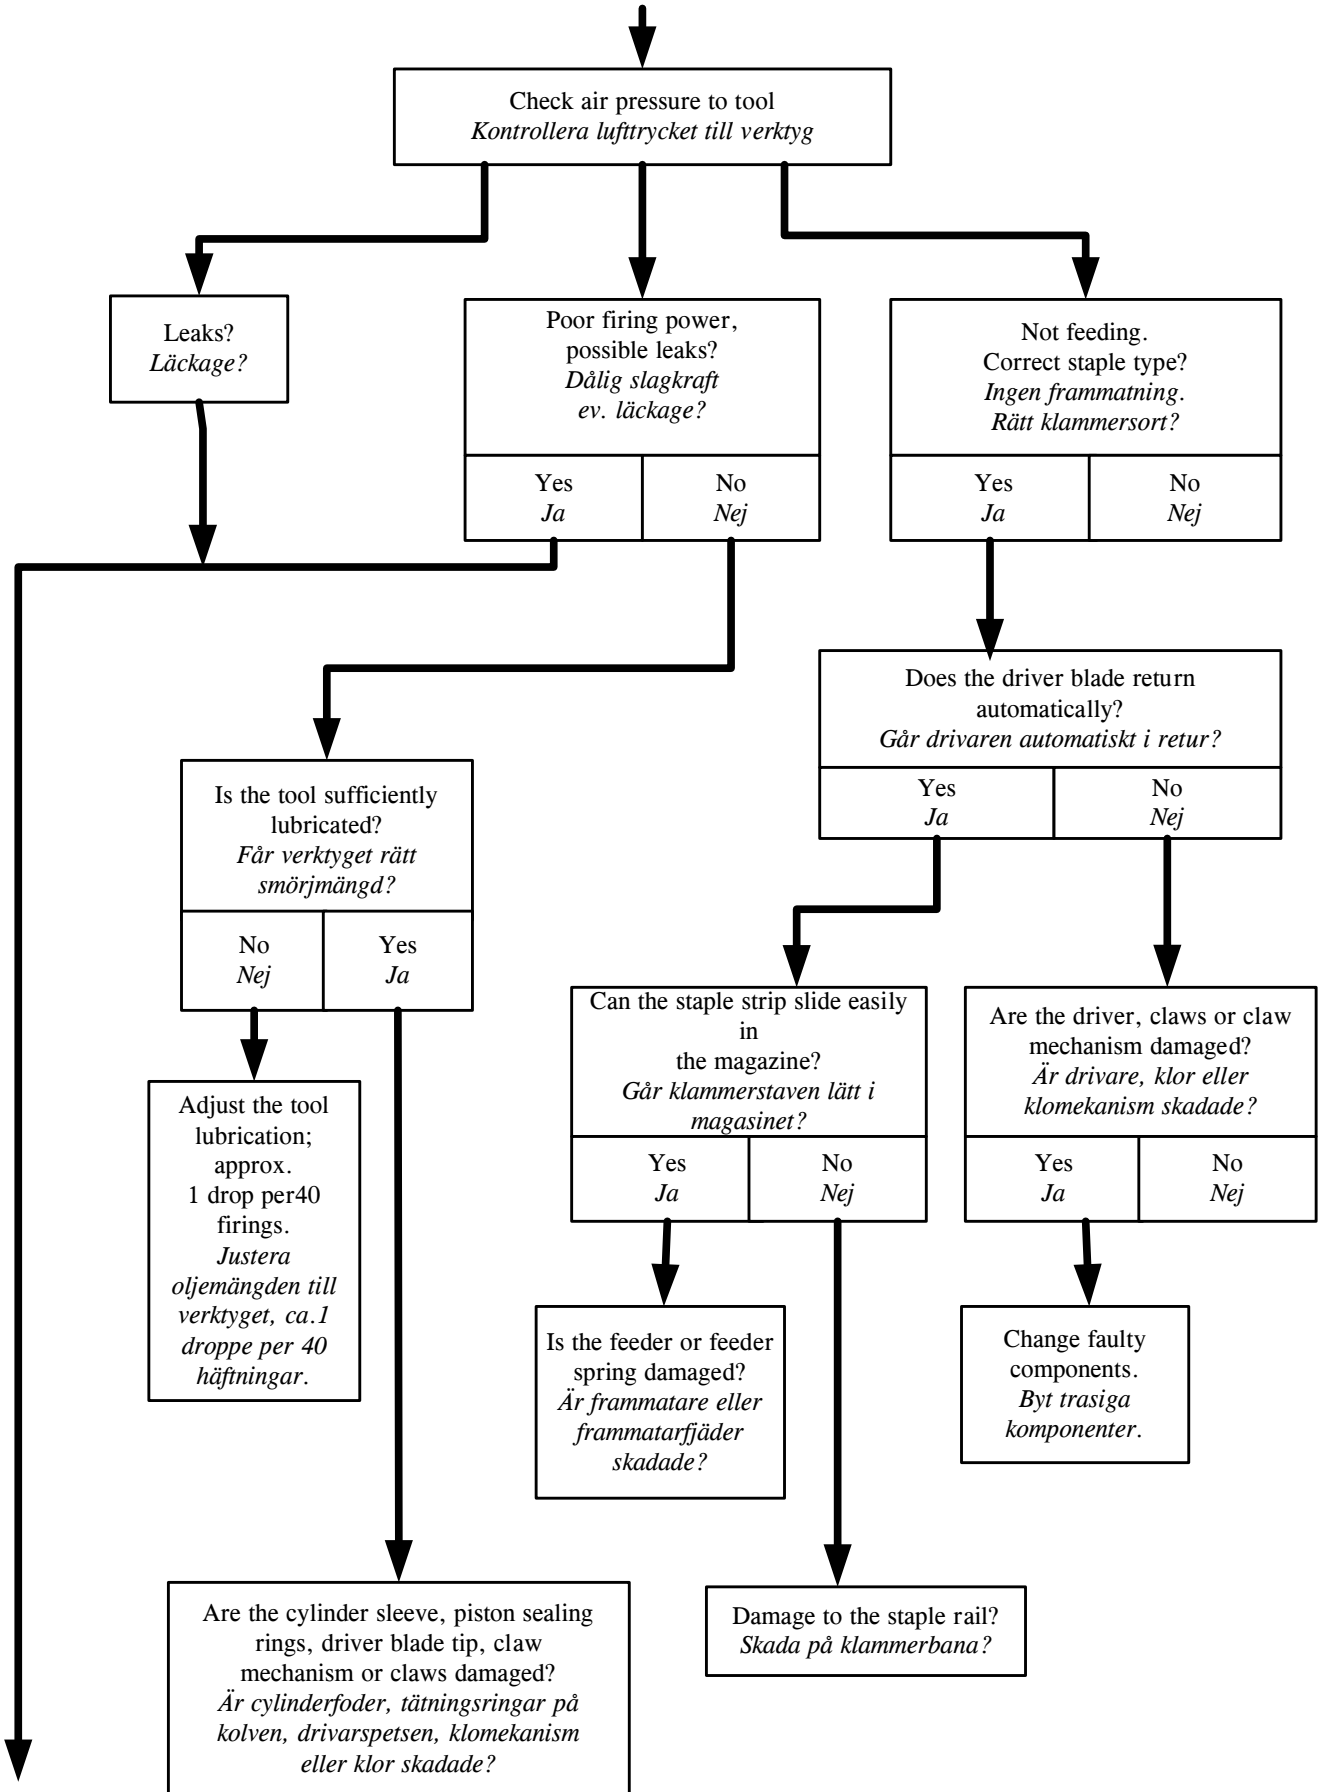 Check air pressure to tool
Kontrollera lufttrycket till verktyg
Leaks?
Läckage?
Poor firing power,
possible leaks?
Dålig slagkraft
ev. läckage?
Yes
Ja
No
Nej
Not feeding.
Correct staple type?
Ingen frammatning.
Rätt klammersort?
Yes
Ja
No
Nej
Does the driver blade return
automatically?
Går drivaren automatiskt i retur?
Yes
Ja
No
Nej
Is the tool sufficiently
lubricated?
Får verktyget rätt
smörjmängd?
No
Nej
Yes
Ja
Can the staple strip slide easily
in
the magazine?
Går klammerstaven lätt i
magasinet?
Yes
Ja
No
Nej
Are the driver, claws or claw
mechanism damaged?
Är drivare, klor eller
klomekanism skadade?
Yes
Ja
No
Nej
Adjust the tool
lubrication;
approx.
1 drop per40
firings.
Justera
oljemängden till
verktyget, ca.1
droppe per 40
häftningar.
Is the feeder or feeder
spring damaged?
Är frammatare eller
frammatarfjäder
skadade?
Change faulty
components.
Byt trasiga
komponenter.
Are the cylinder sleeve, piston sealing
rings, driver blade tip, claw
mechanism or claws damaged?
Är cylinderfoder, tätningsringar på
kolven, drivarspetsen, klomekanism
eller klor skadade?
Damage to the staple rail?
Skada på klammerbana?